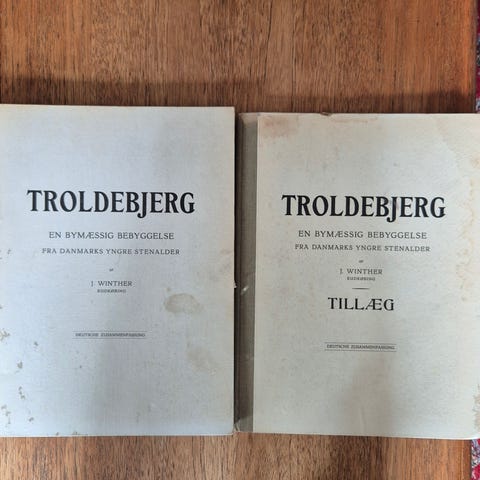 TROLDEBJERG
EN BYMÆSSIG BEBYGGELSE
FRA DANMARKS YNGRE STENALDER
AF
J. WINTHER
RUDKØBING
DEUTSCHE ZUSAMMENFASSUNG
TROLDEBJERG
EN BYMÆSSIG BEBYGGELSE
FRA DANMARKS YNGRE STENALDER
AF
J. WINTHER
RUDKØBING
TILLÆG
DEUTSCHE ZUSAMMENFASSUNG